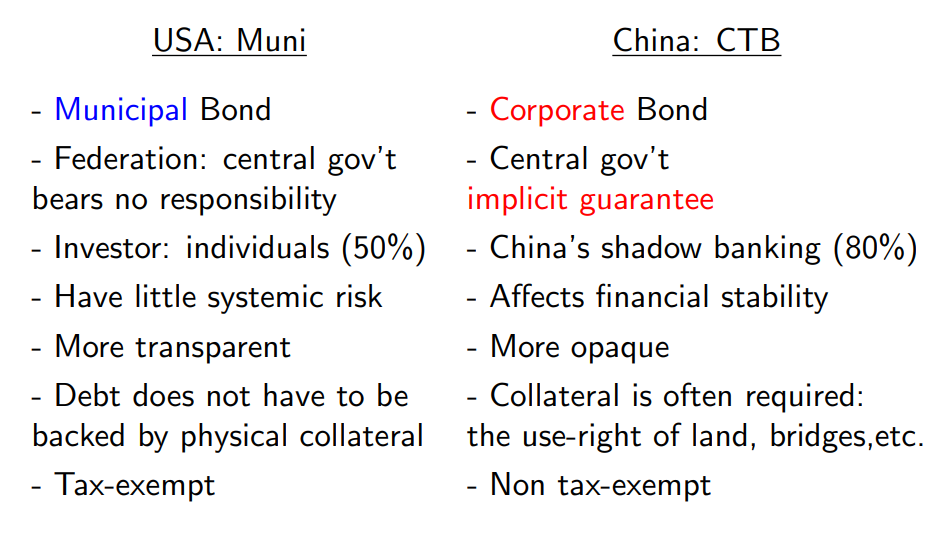 USA: Muni
- Municipal Bond
- Federation: central gov't
bears no responsibility
- Investor: individuals (50%)
- Have little systemic risk
- More transparent
- Debt does not have to be
backed by physical collateral
- Tax-exempt
China: CTB
- Corporate Bond
- Central gov't
implicit guarantee
- China's shadow banking (80%)
- Affects financial stability
- More opaque
- Collateral is often required:
the use-right of land, bridges,etc.
- Non tax-exempt